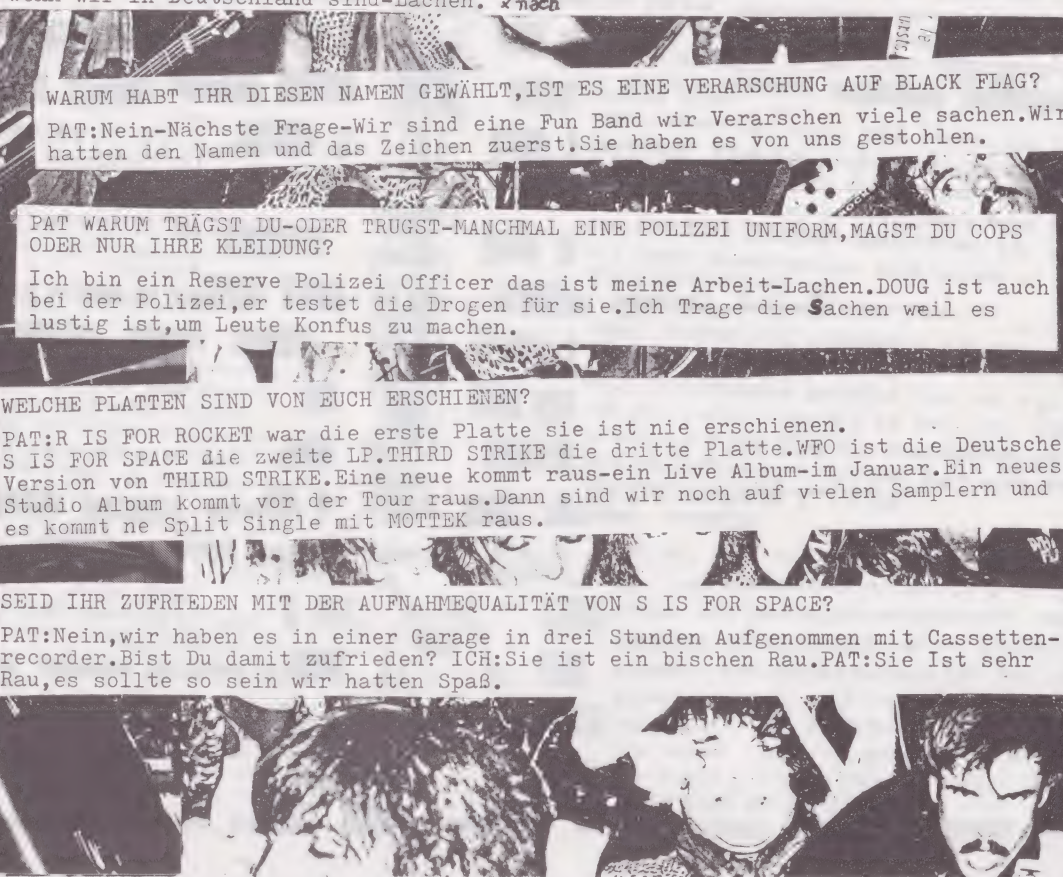 wenn wir in Deutschland sind-Lachen. x nach
WARUM HABT IHR DIESEN NAMEN GEWÄHLT,IST ES EINE VERARSCHUNG AUF BLACK FLAG?
PAT:Nein-Nächste Frage-Wir sind eine Fun Band wir Verarschen viele sachen.Wir
hatten den Namen und das Zeichen zuerst.Sie haben es von uns gestohlen.
PAT WARUM TRÄGST DU-ODER TRUGST-MANCHMAL EINE POLIZEI UNIFORM,MAGST DU COPS
ODER NUR IHRE KLEIDUNG?
Ich bin ein Reserve Polizei Officer das ist meine Arbeit-Lachen.DOUG ist auch
bei der Polizei,er testet die Drogen für sie.Ich Trage die Sachen weil es
lustig ist,um Leute Konfus zu machen.
WELCHE PLATTEN SIND VON EUCH ERSCHIENEN?
PAT:R IS FOR ROCKET war die erste Platte sie ist nie erschienen.
S IS FOR SPACE die zweite LP.THIRD STRIKE die dritte Platte.WFO ist die Deutsche
Version von THIRD STRIKE.Eine neue kommt raus-ein Live Album-im Januar.Ein neues
Studio Album kommt vor der Tour raus.Dann sind wir noch auf vielen Samplern und
es kommt ne Split Single mit MOTTEK raus.
SEID IHR ZUFRIEDEN MIT DER AUFNAHMEQUALITÄT VON S IS FOR SPACE?
PAT:Nein,wir haben es in einer Garage in drei Stunden Aufgenommen mit Cassetten-
recorder.Bist Du damit zufrieden? ICH:Sie ist ein bischen Rau.PAT:Sie Ist sehr
Rau,es sollte so sein wir hatten Spaß.